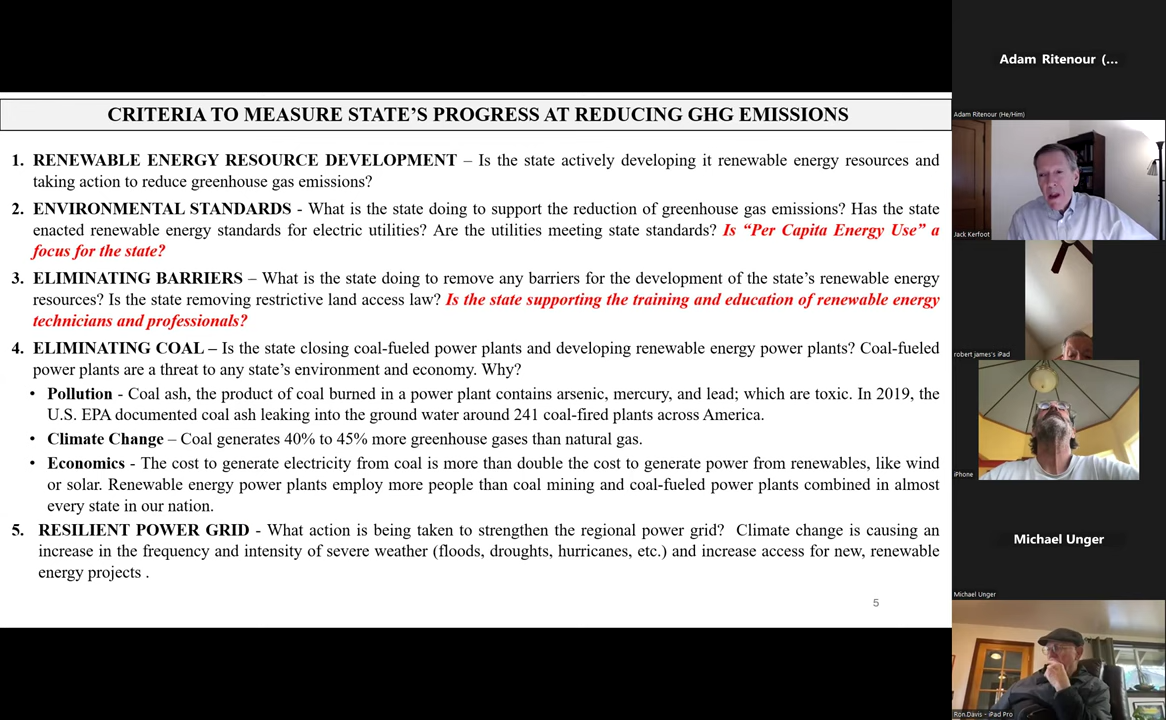 CRITERIA TO MEASURE STATE'S PROGRESS AT REDUCING GHG EMISSIONS
1. RENEWABLE ENERGY RESOURCE DEVELOPMENT – Is the state actively developing it renewable energy resources and
taking action to reduce greenhouse gas emissions?
2. ENVIRONMENTAL STANDARDS - What is the state doing to support the reduction of greenhouse gas emissions? Has the state
enacted renewable energy standards for electric utilities? Are the utilities meeting state standards? Is “Per Capita Energy Use” a
focus for the state?
3. ELIMINATING BARRIERS – What is the state doing to remove any barriers for the development of the state's renewable energy
resources? Is the state removing restrictive land access law? Is the state supporting the training and education of renewable energy
technicians and professionals?
4. ELIMINATING COAL – Is the state closing coal-fueled power plants and developing renewable energy power plants? Coal-fueled
power plants are a threat to any state's environment and economy. Why?
• Pollution - Coal ash, the product of coal burned in a power plant contains arsenic, mercury, and lead; which are toxic. In 2019, the
U.S. EPA documented coal ash leaking into the ground water around 241 coal-fired plants across America.
• Climate Change – Coal generates 40% to 45% more greenhouse gases than natural gas.
• Economics - The cost to generate electricity from coal is more than double the cost to generate power from renewables, like wind
or solar. Renewable energy power plants employ more people than coal mining and coal-fueled power plants combined in almost
every state in our nation.
5. RESILIENT POWER GRID - What action is being taken to strengthen the regional power grid? Climate change is causing an
increase in the frequency and intensity of severe weather (floods, droughts, hurricanes, etc.) and increase access for new, renewable
energy projects .
5
Adam Ritenour (...
Adam Ritenour (He/Him)
Jack Kerfoot
robert james's iPad
iPhone
Michael Unger
Michael Unger
Ron.Davis - iPad Pro